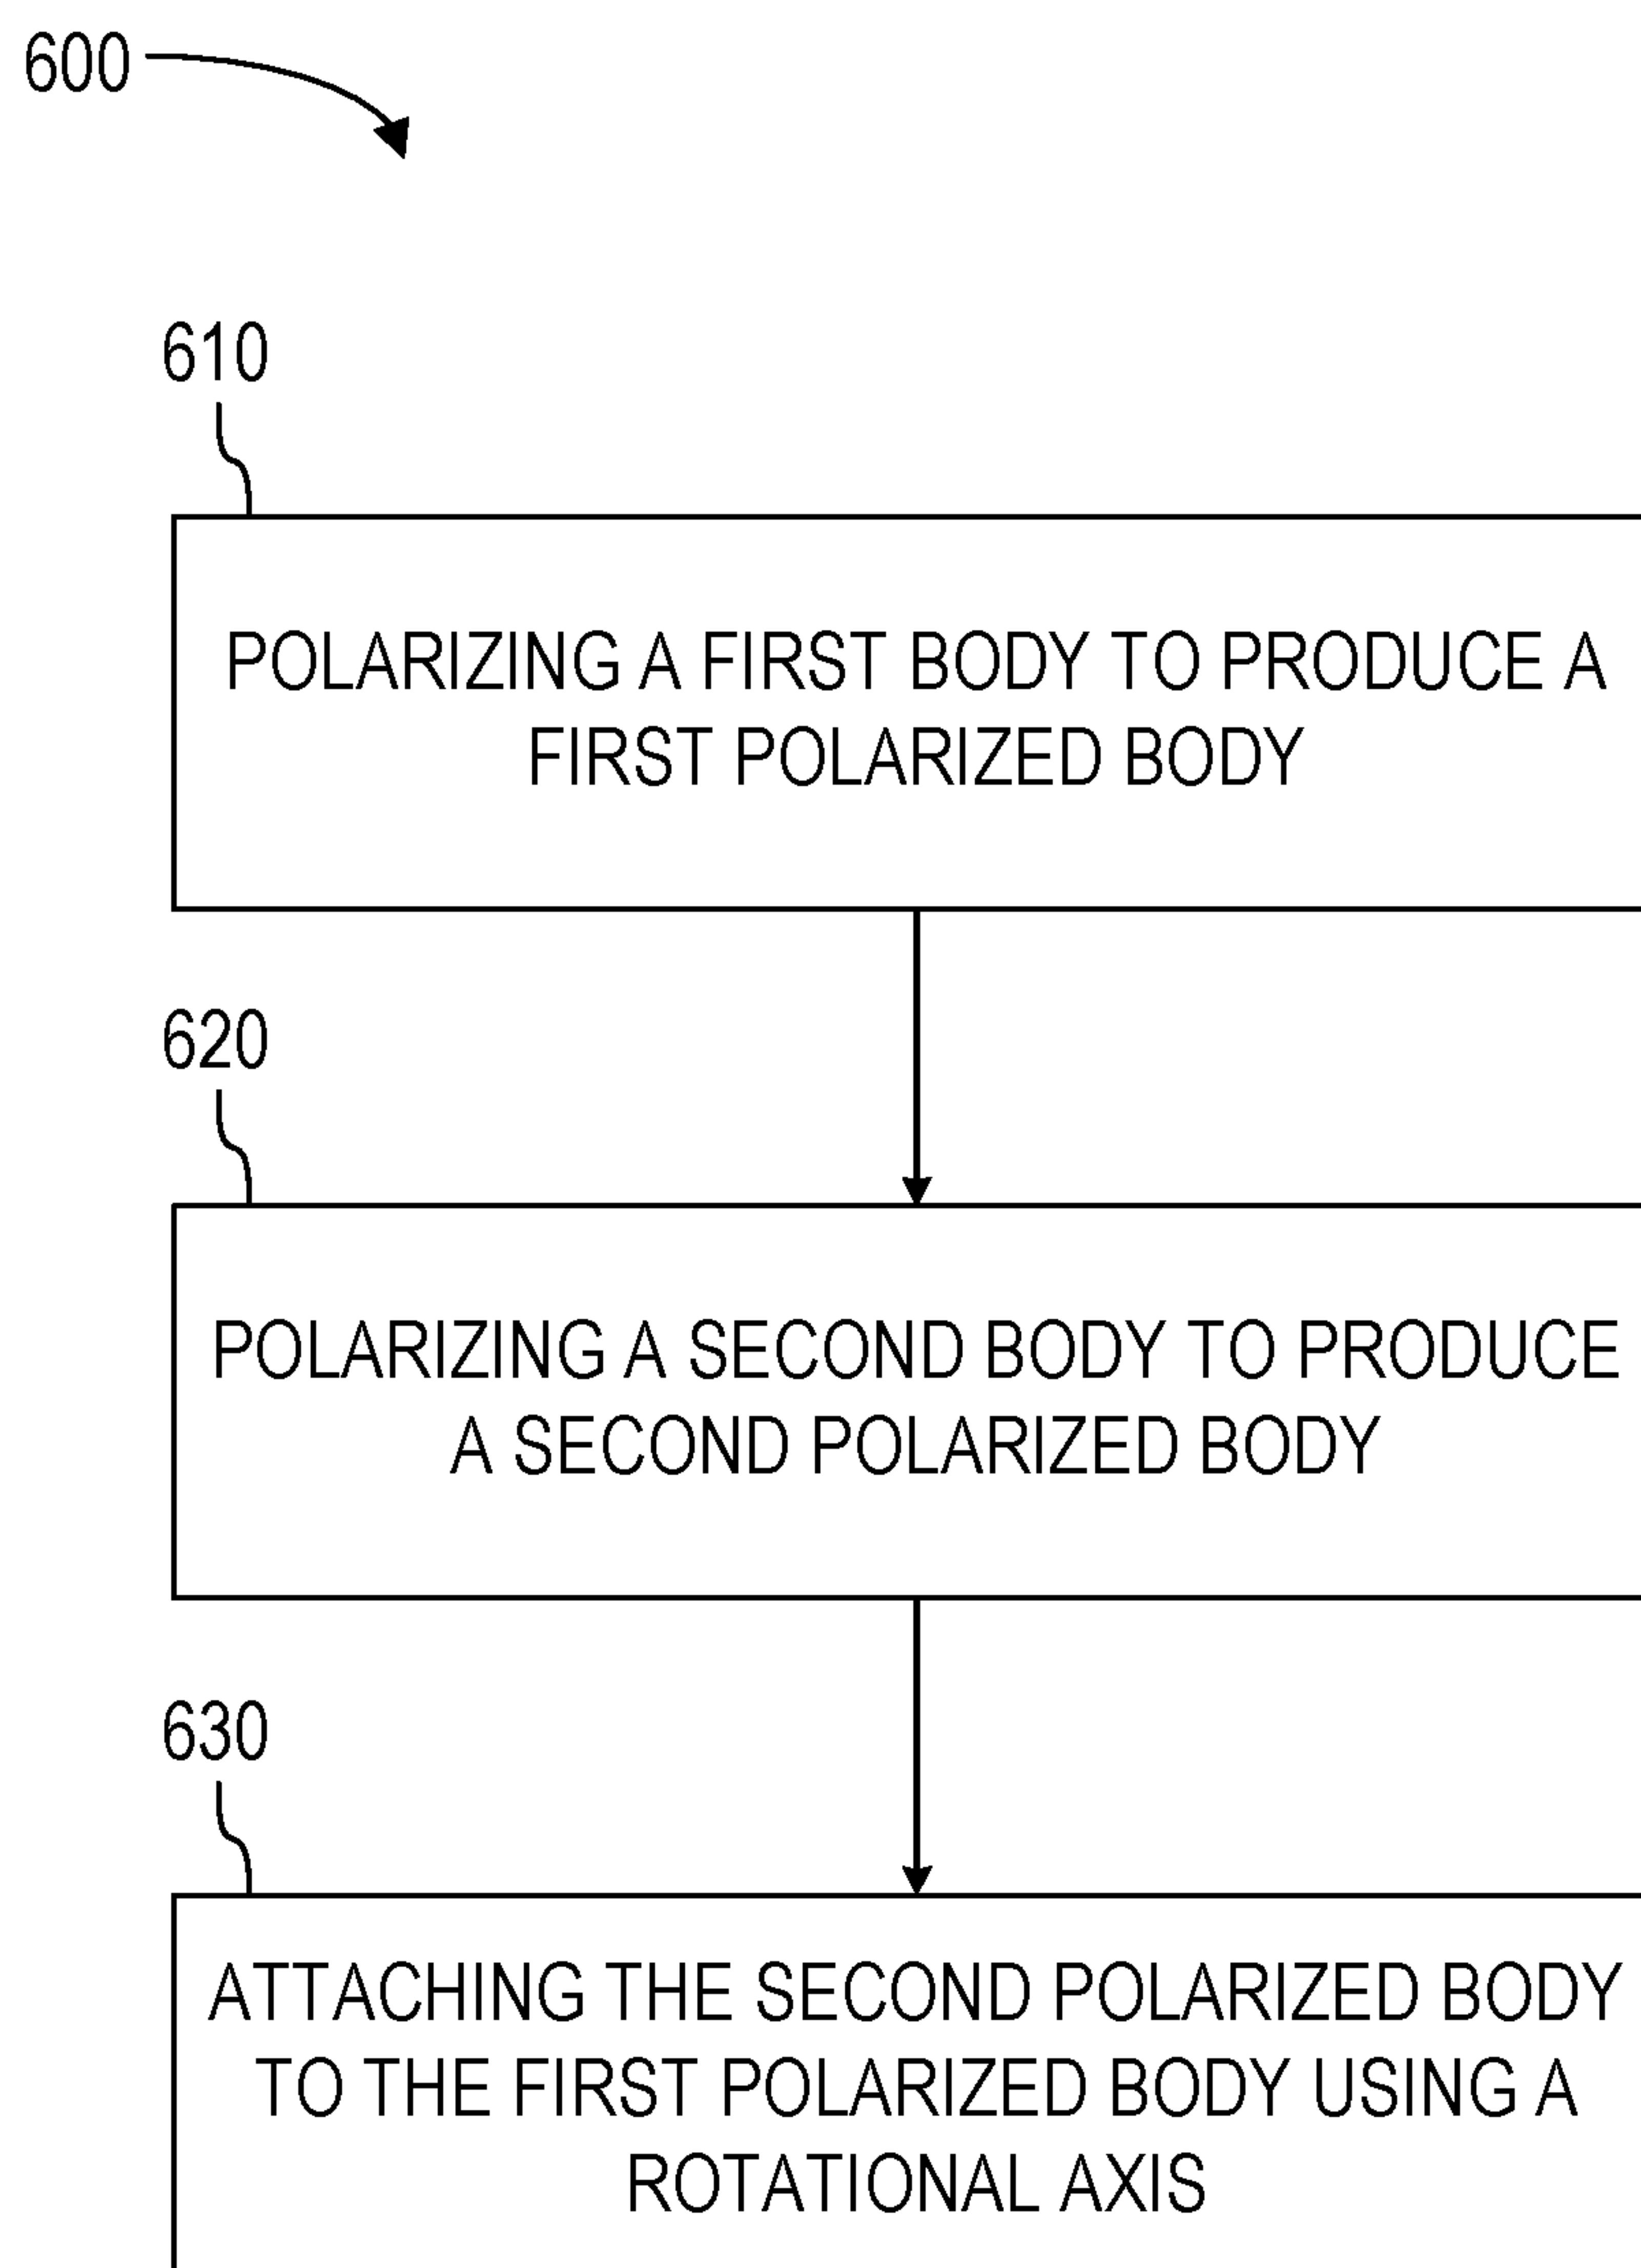 600
610
POLARIZING A FIRST BODY TO PRODUCE A
FIRST POLARIZED BODY
620
POLARIZING A SECOND BODY TO PRODUCE
A SECOND POLARIZED BODY
630
ATTACHING THE SECOND POLARIZED BODY
TO THE FIRST POLARIZED BODY USING A
ROTATIONAL AXIS